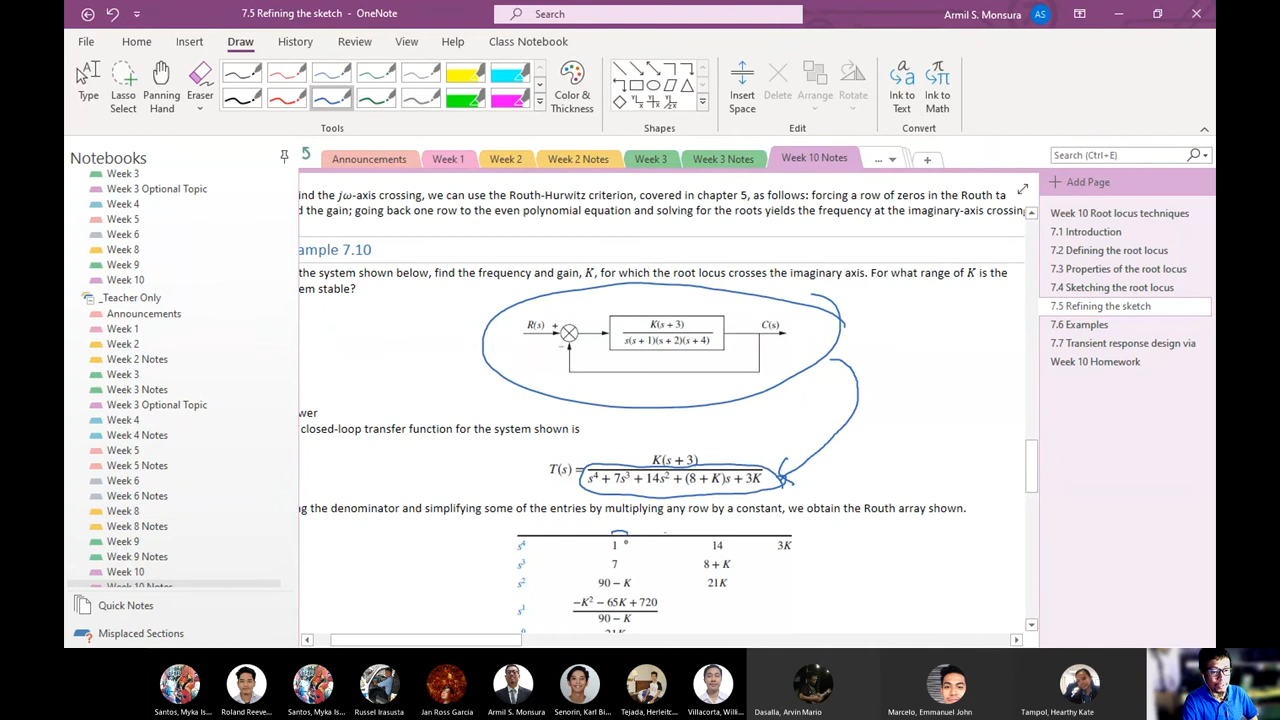 7.5 Refining the sketch - OneNote
Search
Armil S. Monsura AS
File Home Insert Draw History Review View Help Class Notebook
Type Lasso Select Panning Hand Eraser
Color & Thickness
Insert Space Delete Arrange Rotate
Ink to Text Ink to Math
Tools Shapes Edit Convert
Notebooks
Announcements Week 1 Week 2 Week 2 Notes Week 3 Week 3 Notes Week 10 Notes ... +
Search (Ctrl+E)
Week 3
Week 3 Optional Topic
Week 4
Week 5
Week 6
Week 8
Week 9
Week 10
_Teacher Only
Announcements
Week 1
Week 2
Week 2 Notes
Week 3
Week 3 Notes
Week 3 Optional Topic
Week 4
Week 4 Notes
Week 5
Week 5 Notes
Week 6
Week 6 Notes
Week 8
Week 8 Notes
Week 9
Week 9 Notes
Week 10
Week 10 Notes
Quick Notes
Misplaced Sections
ind the jω-axis crossing, we can use the Routh-Hurwitz criterion, covered in chapter 5, as follows: forcing a row of zeros in the Routh ta
d the gain; going back one row to the even polynomial equation and solving for the roots yields the frequency at the imaginary-axis crossing
ample 7.10
the system shown below, find the frequency and gain, K, for which the root locus crosses the imaginary axis. For what range of K is the
em stable?
R(s) + − K(s + 3) C(s)
s(s + 1)(s + 2)(s + 4)
wer
closed-loop transfer function for the system shown is
T(s) = K(s + 3)
s⁴ + 7s³ + 14s² + (8 + K)s + 3K
ng the denominator and simplifying some of the entries by multiplying any row by a constant, we obtain the Routh array shown.
s⁴ 1 14 3K
s³ 7 8 + K
s² 90 − K 21K
s¹ −K² − 65K + 720
90 − K
21K
Add Page
Week 10 Root locus techniques
7.1 Introduction
7.2 Defining the root locus
7.3 Properties of the root locus
7.4 Sketching the root locus
7.5 Refining the sketch
7.6 Examples
7.7 Transient response design via
Week 10 Homework
Santos, Myka Is...
Roland Reeve...
Santos, Myka Is...
Russel Irasusta
Jan Ross Garcia
Armil S. Monsura
Senorin, Karl Bi...
Tejada, Herleitc...
Villacorta, Willi...
Dasalla, Arvin Mario
Marcelo, Emmanuel John
Tampol, Hearthy Kate